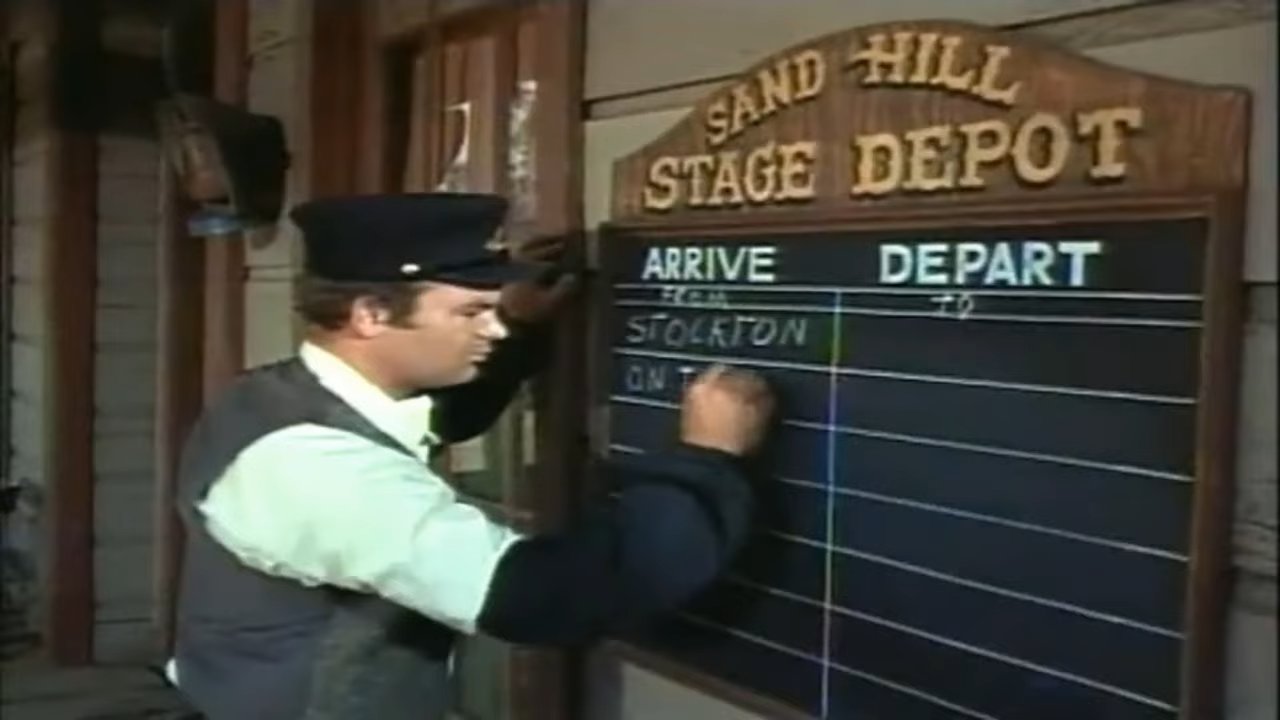 SAND HILL
STAGE DEPOT
ARRIVE DEPART
FROM TO
STOCKTON
ON